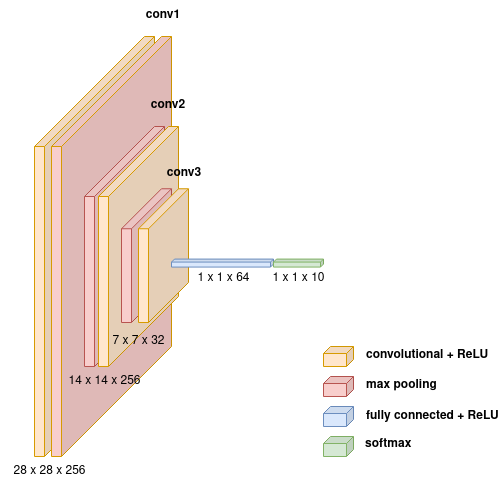 conv1
conv2
conv3
1 x 1 x 64
1 x 1 x 10
7 x 7 x 32
14 x 14 x 256
28 x 28 x 256
convolutional + ReLU
max pooling
fully connected + ReLU
softmax